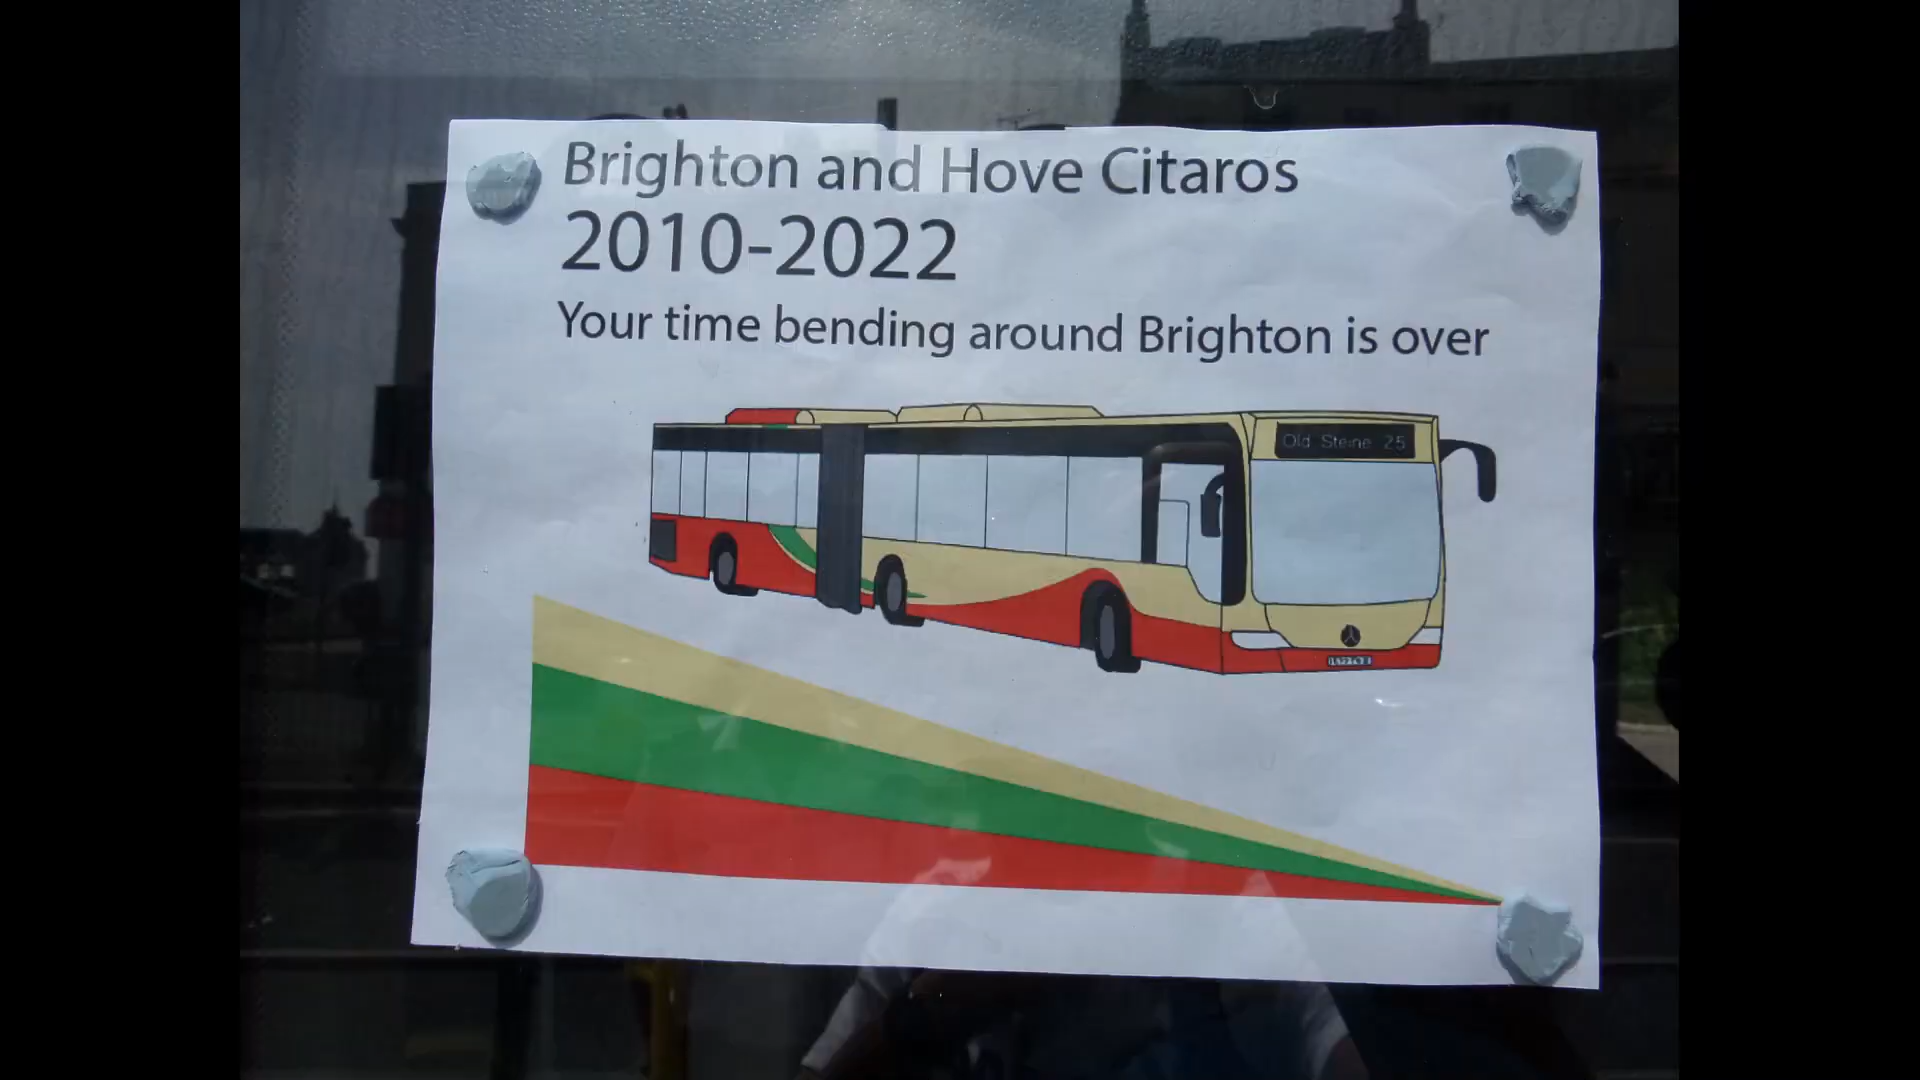 Brighton and Hove Citaros
2010-2022
Your time bending around Brighton is over
Old Steine 25